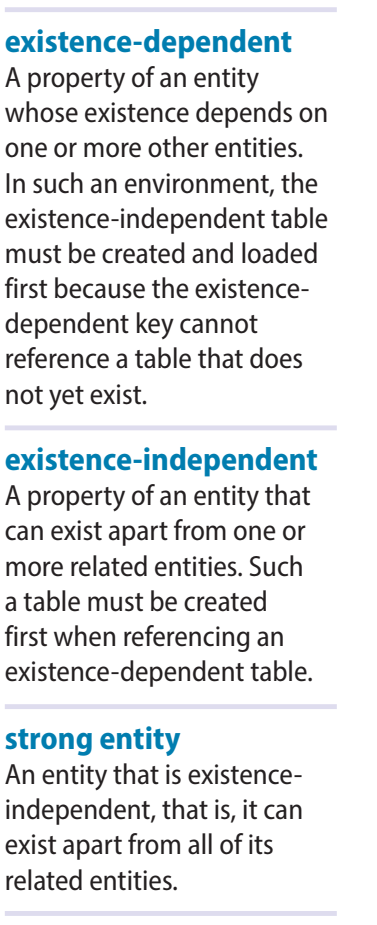 existence-dependent
A property of an entity
whose existence depends on
one or more other entities.
In such an environment, the
existence-independent table
must be created and loaded
first because the existence-
dependent key cannot
reference a table that does
not yet exist.
existence-independent
A property of an entity that
can exist apart from one or
more related entities. Such
a table must be created
first when referencing an
existence-dependent table.
strong entity
An entity that is existence-
independent, that is, it can
exist apart from all of its
related entities.